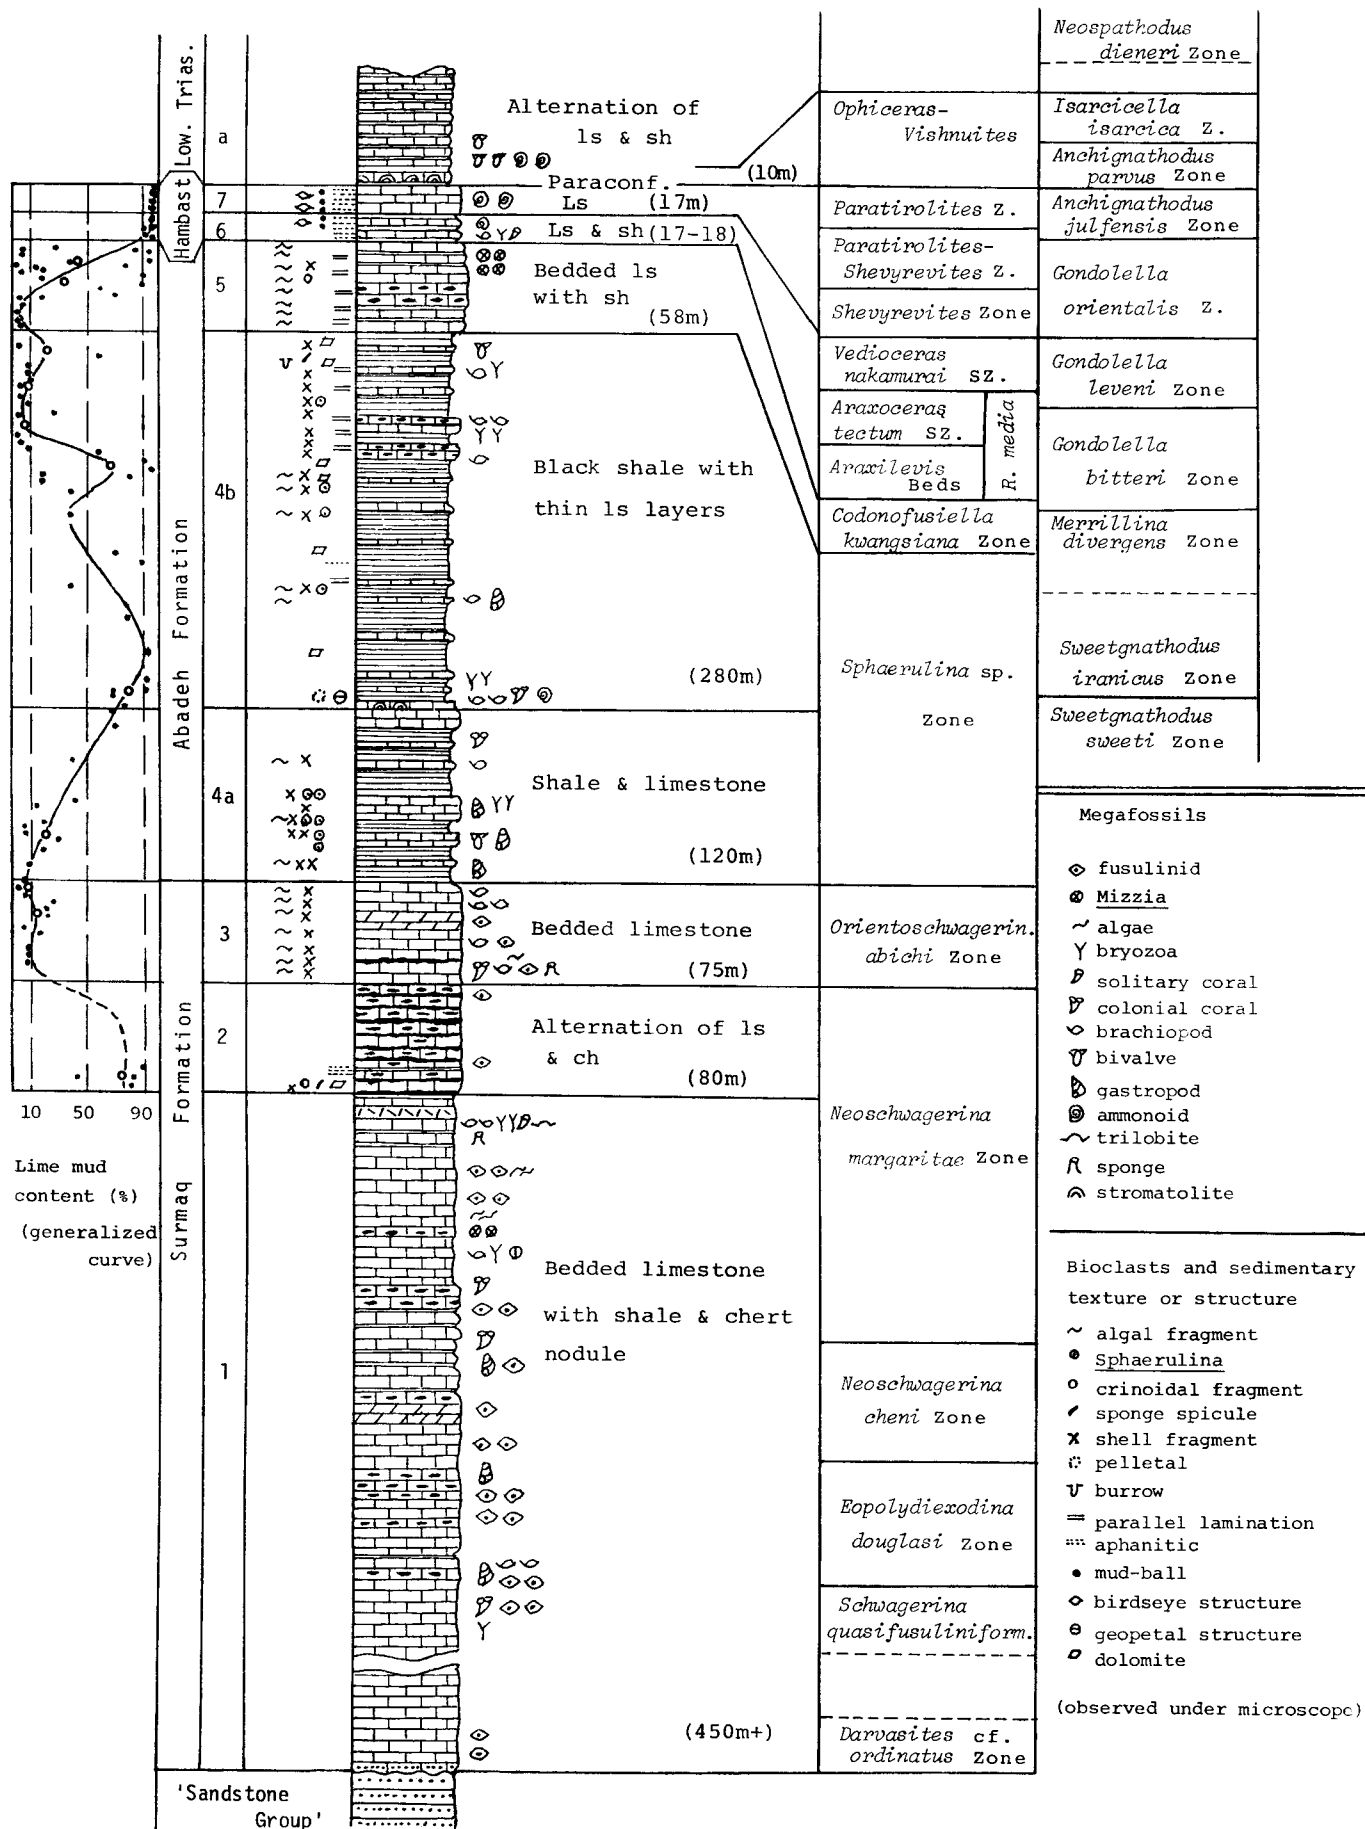 Low. Trias.
Hambast
Abadeh Formation
Surmaq Formation
a
7
6
5
4b
4a
3
2
1
10 50 90
Lime mud
content (%)
(generalized
curve)
'Sandstone
Group'
Alternation of
ls & sh
(10m)
Paraconf.
Ls (17m)
Ls & sh (17-18)
Bedded ls
with sh
(58m)
Black shale with
thin ls layers
(280m)
Shale & limestone
(120m)
Bedded limestone
(75m)
Alternation of ls
& ch
(80m)
Bedded limestone
with shale & chert
nodule
(450m+)
Ophiceras-
Vishnuites
Paratirolites Z.
Paratirolites-
Shevyrevites Z.
Shevyrevites Zone
Vedioceras
nakamurai SZ.
Araxoceras
tectum SZ.
Araxilevis
Beds
R. media
Codonofusiella
kwangsiana Zone
Sphaerulina sp.
Zone
Orientoschwagerin.
abichi Zone
Neoschwagerina
margaritae Zone
Neoschwagerina
cheni Zone
Eopolydiexodina
douglasi Zone
Schwagerina
quasifusuliniform.
Darvasites cf.
ordinatus Zone
Neospathodus
dieneri Zone
Isarcicella
isarcica Z.
Anchignathodus
parvus Zone
Anchignathodus
julfensis Zone
Gondolella
orientalis Z.
Gondolella
leveni Zone
Gondolella
bitteri Zone
Merrillina
divergens Zone
Sweetgnathodus
iranicus Zone
Sweetgnathodus
sweeti Zone
Megafossils
fusulinid
Mizzia
algae
bryozoa
solitary coral
colonial coral
brachiopod
bivalve
gastropod
ammonoid
trilobite
sponge
stromatolite
Bioclasts and sedimentary
texture or structure
algal fragment
Sphaerulina
crinoidal fragment
sponge spicule
shell fragment
pelletal
burrow
parallel lamination
aphanitic
mud-ball
birdseye structure
geopetal structure
dolomite
(observed under microscope)